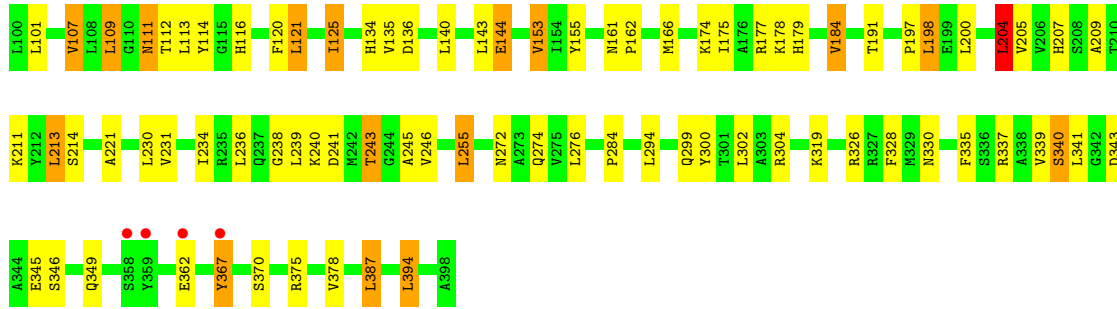 L100 L101 V107 L108 L109 G110 N111 T112 L113 Y114 G115 H116 F120 L121 I125 H134 V135 D136 L140 L143 E144 V153 I154 Y155 N161 P162 M166 K174 I175 A176 R177 K178 H179 V184 T191 P197 L198 E199 L200 L204 V205 V206 H207 S208 A209 T210
K211 Y212 L213 S214 A221 L230 V231 I234 R235 L236 Q237 G238 L239 K240 D241 M242 T243 G244 A245 V246 L255 N272 A273 Q274 V275 L276 P284 L294 Q299 Y300 T301 L302 A303 R304 K319 R326 R327 F328 M329 N330 F335 S336 R337 A338 V339 S340 L341 G342 D343
A344 E345 S346 Q349 S358 Y359 E362 Y367 S370 R375 V378 L387 L394 A398